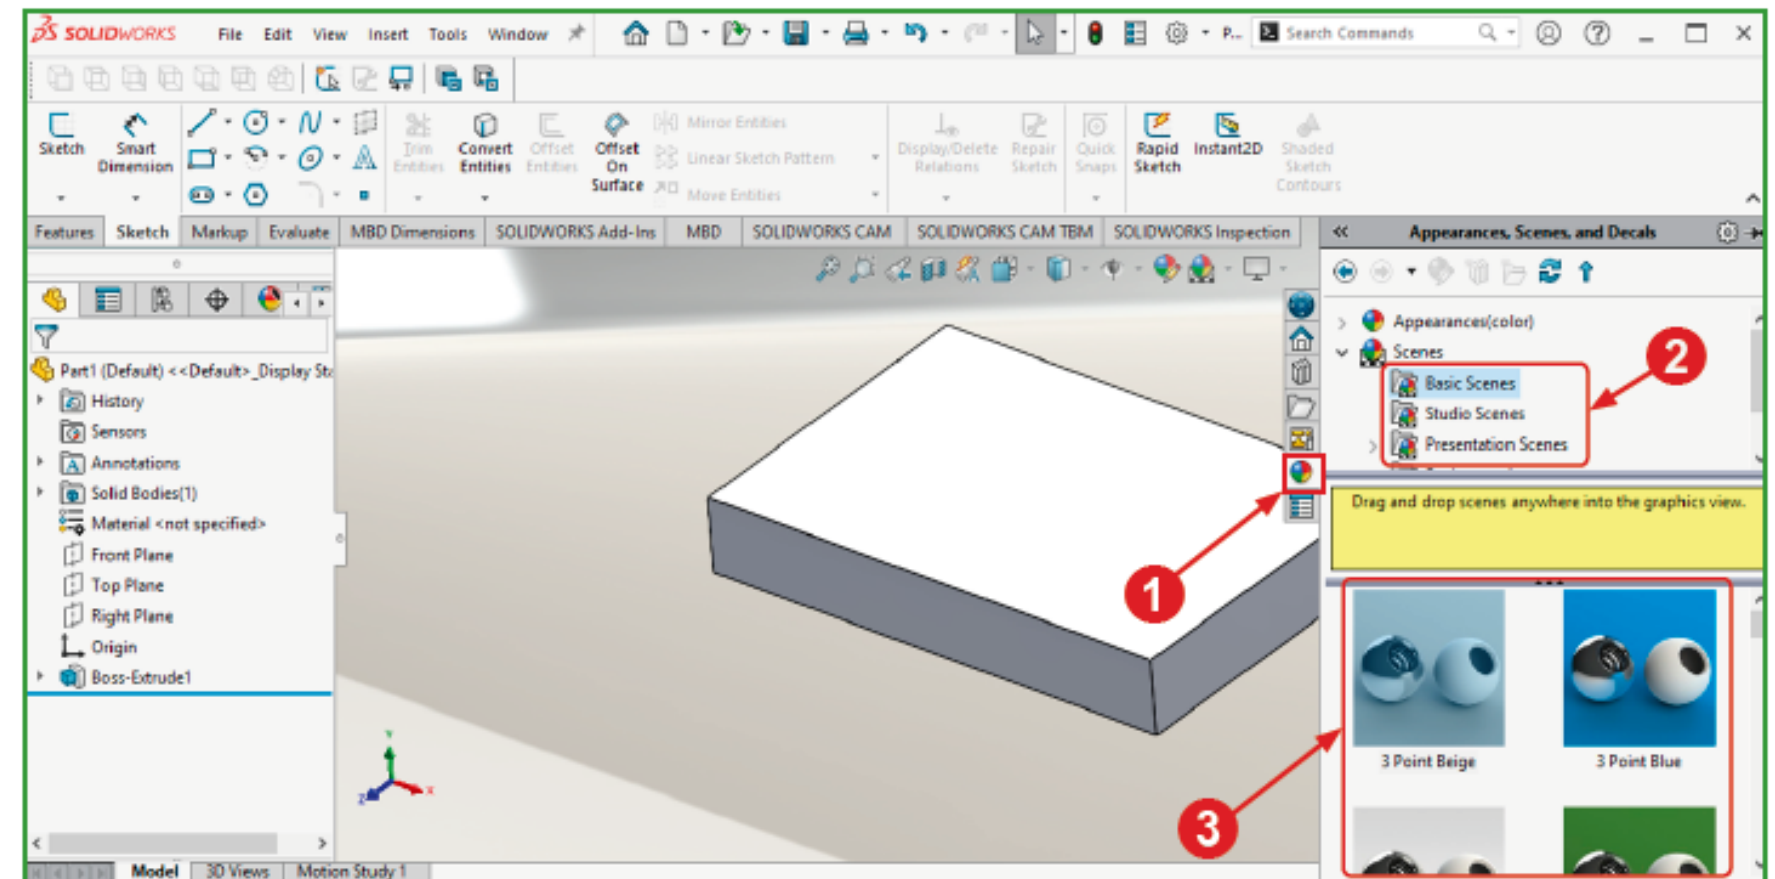 SOLIDWORKS File Edit View Insert Tools Window P... Search Commands
Sketch Smart Dimension Trim Entities Convert Entities Offset Entities Offset On Surface Mirror Entities Linear Sketch Pattern Move Entities Display/Delete Relations Repair Sketch Quick Snaps Rapid Sketch Instant2D Shaded Sketch Contours
Features Sketch Markup Evaluate MBD Dimensions SOLIDWORKS Add-Ins MBD SOLIDWORKS CAM SOLIDWORKS CAM TBM SOLIDWORKS Inspection
Appearances, Scenes, and Decals
Part1 (Default) <<Default>_Display Sta
History
Sensors
Annotations
Solid Bodies(1)
Material <not specified>
Front Plane
Top Plane
Right Plane
Origin
Boss-Extrude1
Y
X
Z
1
2
3
Appearances(color)
Scenes
Basic Scenes
Studio Scenes
Presentation Scenes
Drag and drop scenes anywhere into the graphics view.
3 Point Beige
3 Point Blue
Model 3D Views Motion Study 1